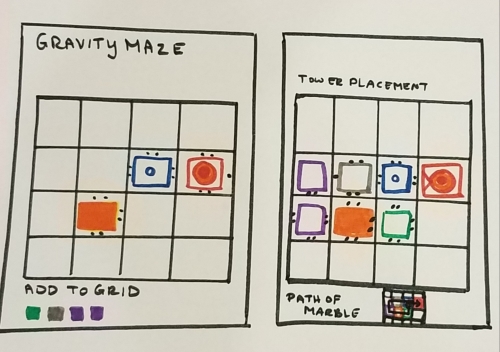 GRAVITY MAZE
ADD TO GRID
TOWER PLACEMENT
PATH OF
MARBLE